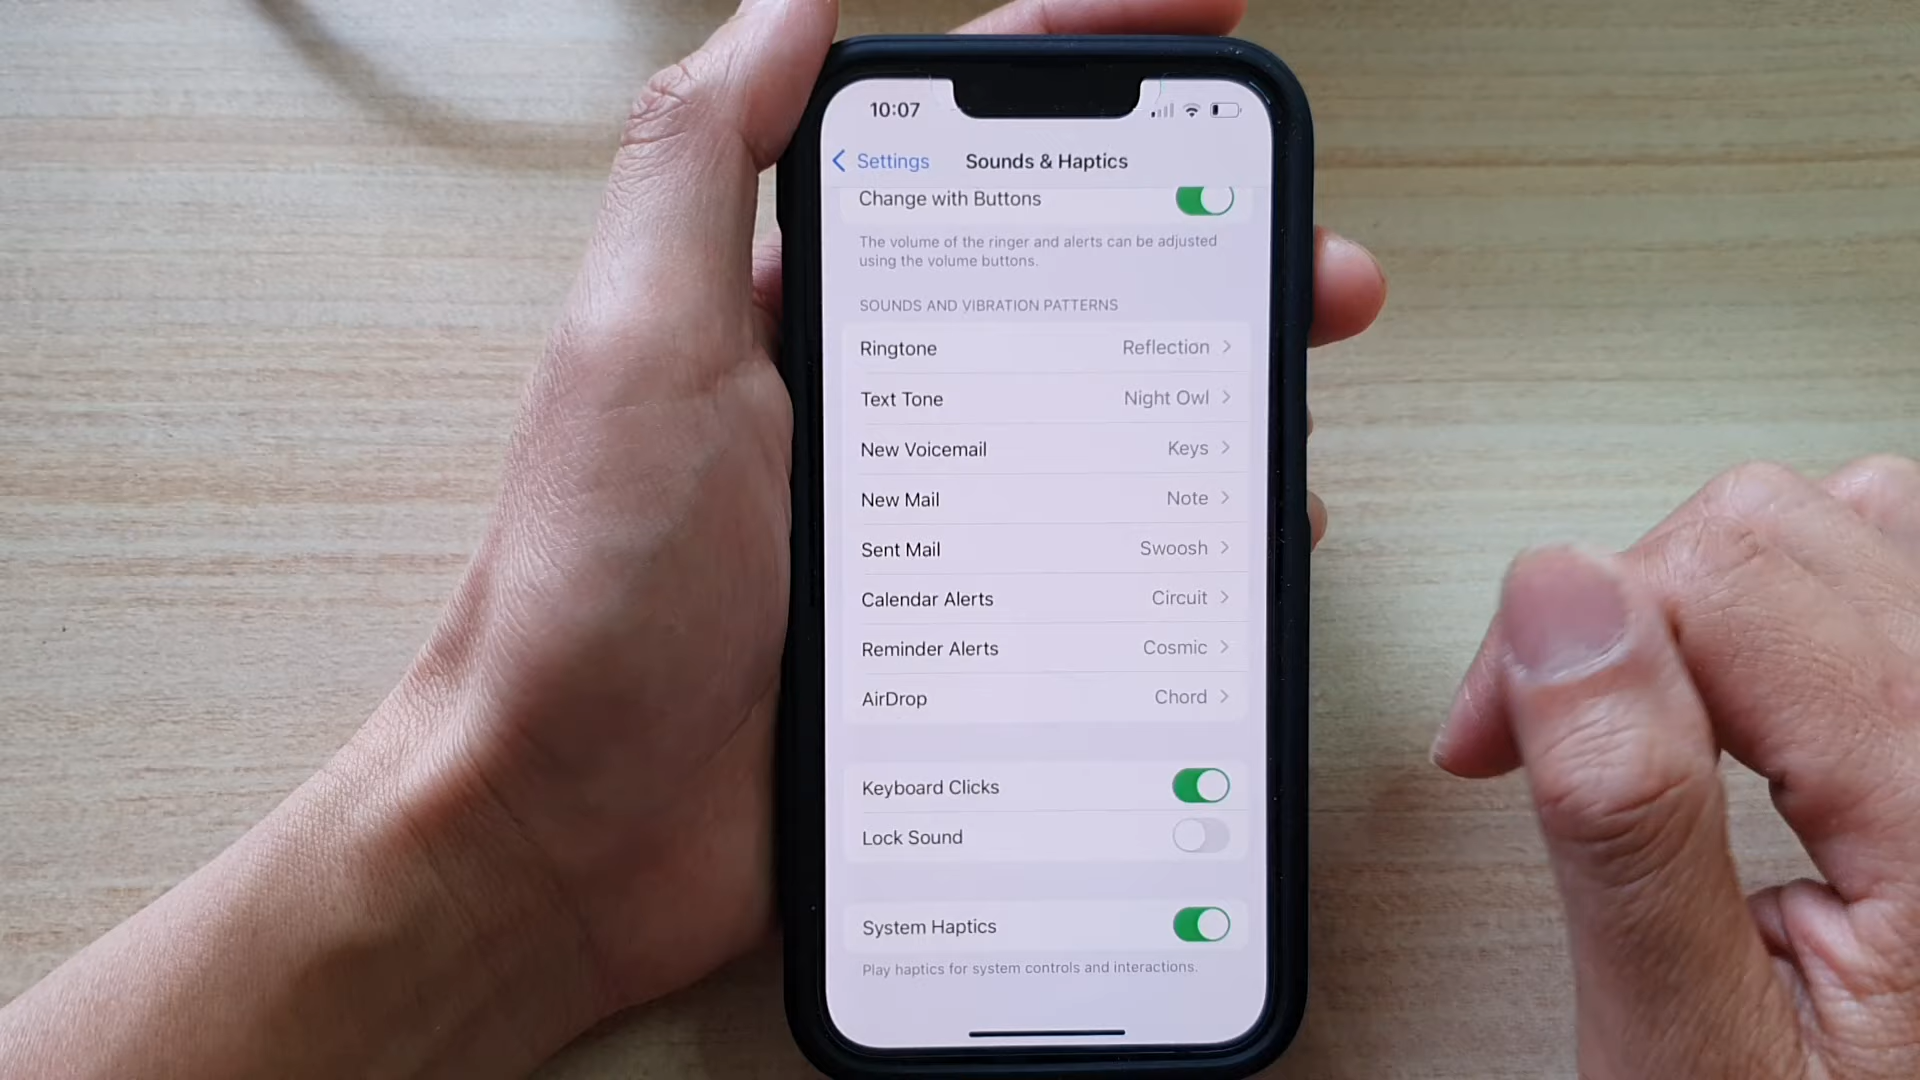 10:07
Settings
Sounds & Haptics
Change with Buttons
The volume of the ringer and alerts can be adjusted
using the volume buttons.
SOUNDS AND VIBRATION PATTERNS
Ringtone Reflection
Text Tone Night Owl
New Voicemail Keys
New Mail Note
Sent Mail Swoosh
Calendar Alerts Circuit
Reminder Alerts Cosmic
AirDrop Chord
Keyboard Clicks
Lock Sound
System Haptics
Play haptics for system controls and interactions.